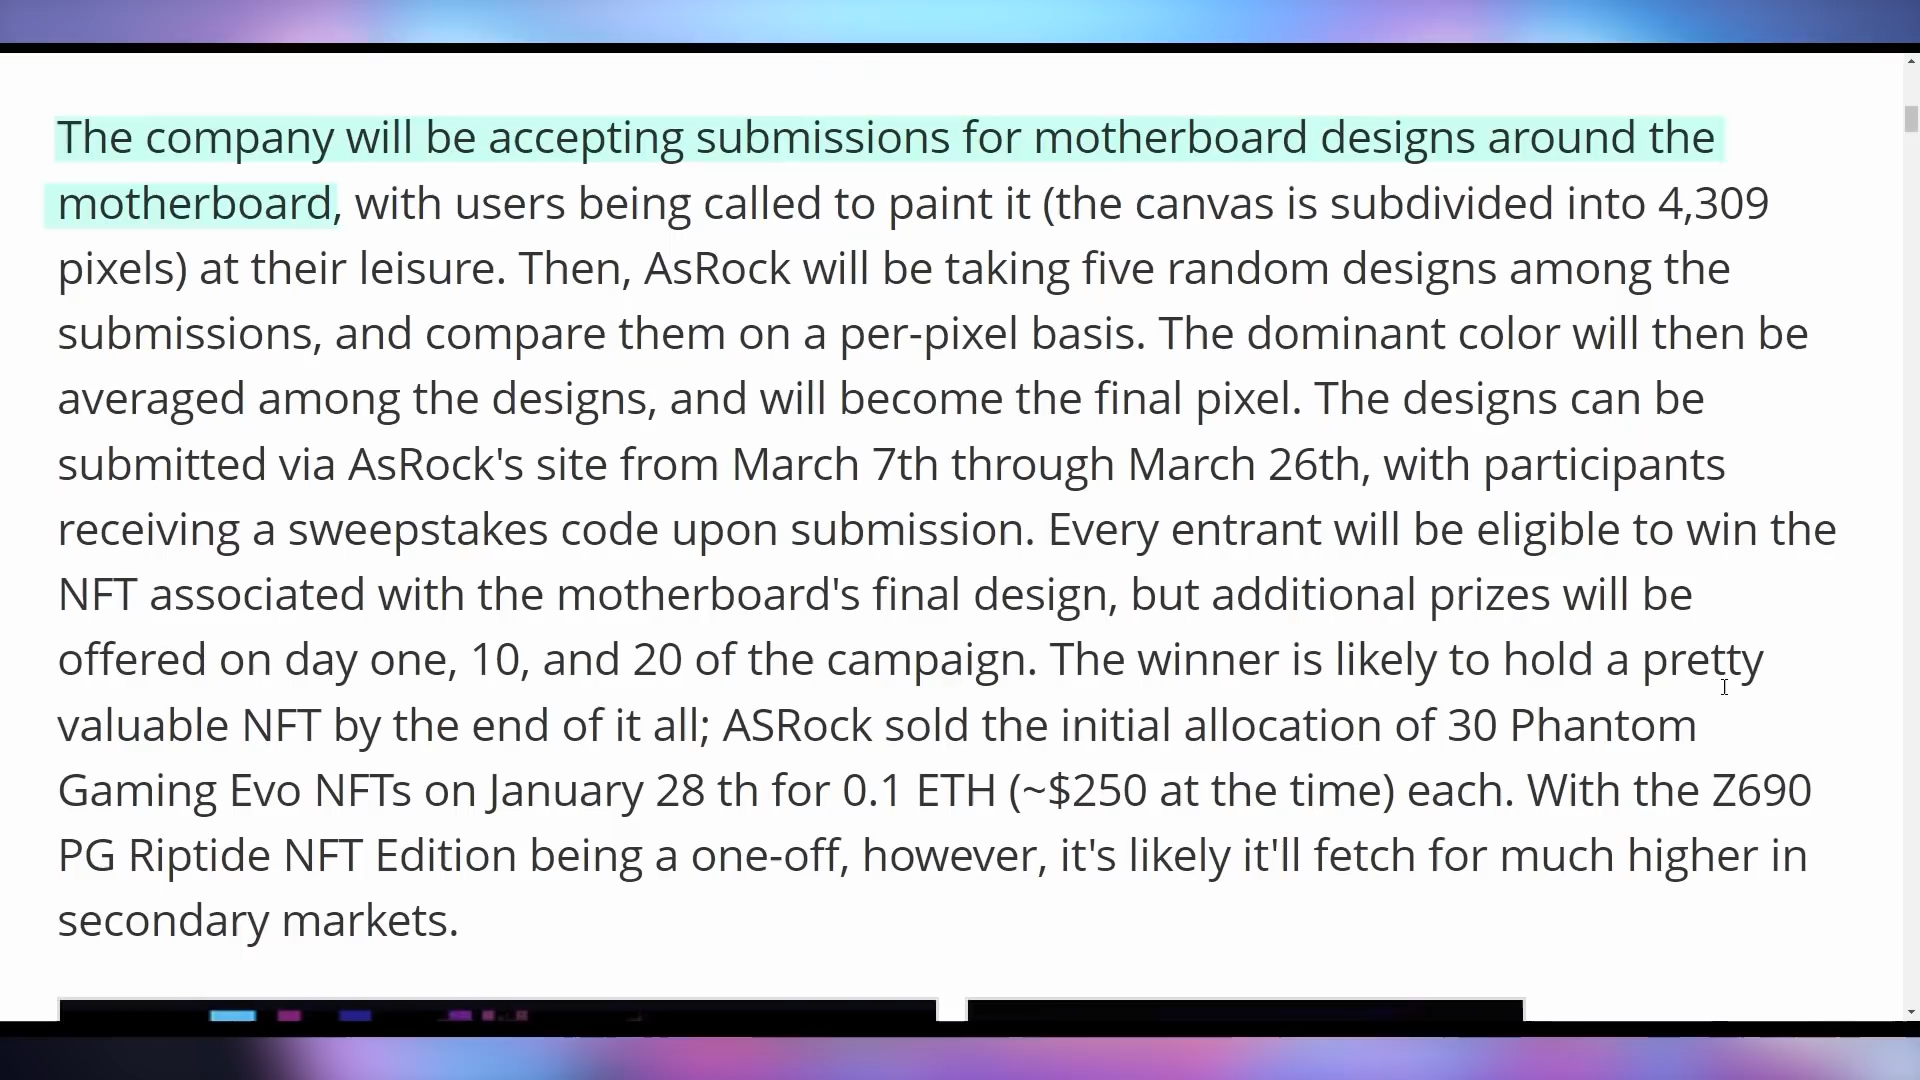 The company will be accepting submissions for motherboard designs around the
motherboard, with users being called to paint it (the canvas is subdivided into 4,309
pixels) at their leisure. Then, AsRock will be taking five random designs among the
submissions, and compare them on a per-pixel basis. The dominant color will then be
averaged among the designs, and will become the final pixel. The designs can be
submitted via AsRock's site from March 7th through March 26th, with participants
receiving a sweepstakes code upon submission. Every entrant will be eligible to win the
NFT associated with the motherboard's final design, but additional prizes will be
offered on day one, 10, and 20 of the campaign. The winner is likely to hold a pretty
valuable NFT by the end of it all; ASRock sold the initial allocation of 30 Phantom
Gaming Evo NFTs on January 28 th for 0.1 ETH (~$250 at the time) each. With the Z690
PG Riptide NFT Edition being a one-off, however, it's likely it'll fetch for much higher in
secondary markets.